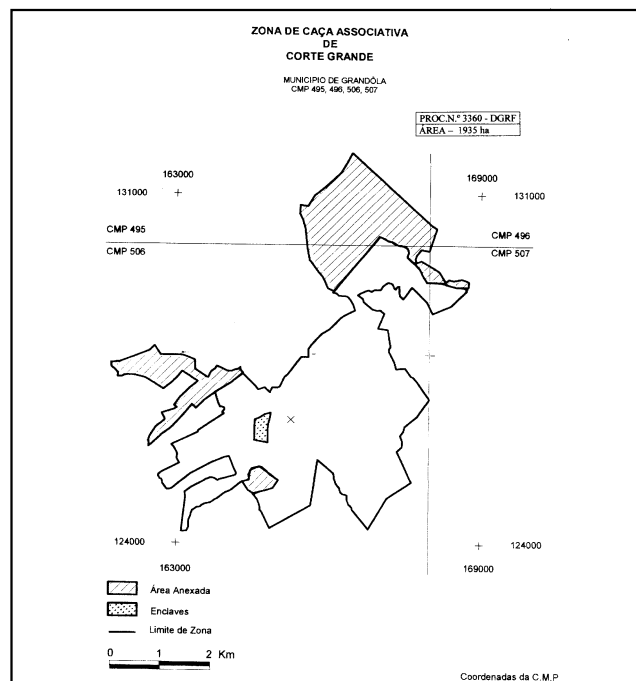 ZONA DE CAÇA ASSOCIATIVA
DE
CORTE GRANDE
MUNICIPIO DE GRANDÔLA
CMP 495, 496, 506, 507
PROC.N.º 3360 - DGRF
ÁREA – 1935 ha
163000
169000
131000
131000
CMP 495
CMP 496
CMP 506
CMP 507
124000
124000
163000
169000
Área Anexada
Enclaves
Limite de Zona
0 1 2 Km
Coordenadas da C.M.P